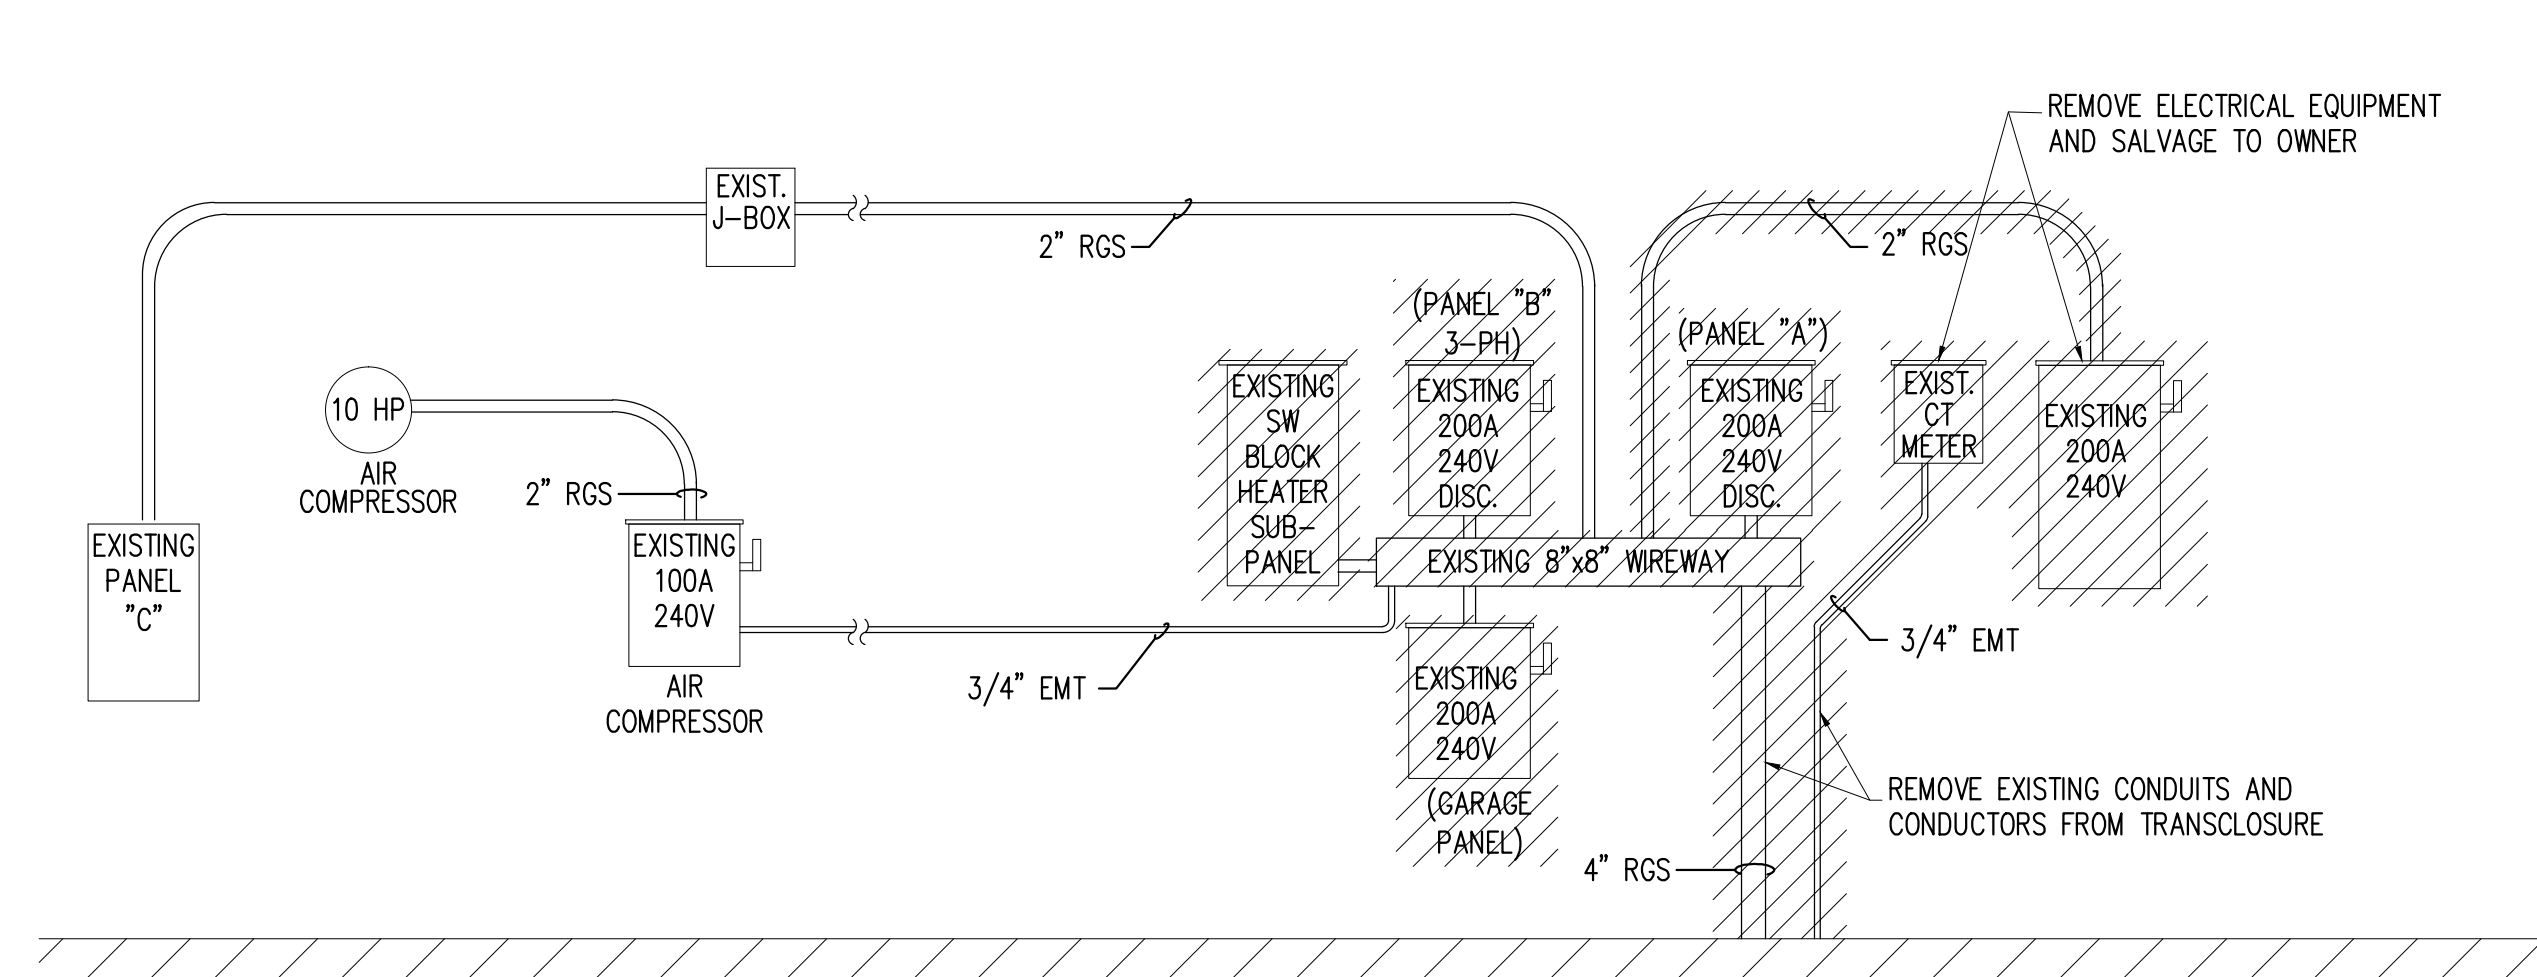 REMOVE ELECTRICAL EQUIPMENT
AND SALVAGE TO OWNER
EXIST.
J-BOX
2" RGS
2" RGS
(PANEL "B"
3-PH)
(PANEL "A")
10 HP
AIR
COMPRESSOR
2" RGS
EXISTING
PANEL
"C"
EXISTING
100A
240V
AIR
COMPRESSOR
EXISTING
SW
BLOCK
HEATER
SUB-
PANEL
EXISTING
200A
240V
DISC.
EXISTING
200A
240V
DISC.
EXIST.
CT
METER
EXISTING
200A
240V
EXISTING 8"x8" WIREWAY
3/4" EMT
3/4" EMT
EXISTING
200A
240V
(GARAGE
PANEL)
REMOVE EXISTING CONDUITS AND
CONDUCTORS FROM TRANSCLOSURE
4" RGS